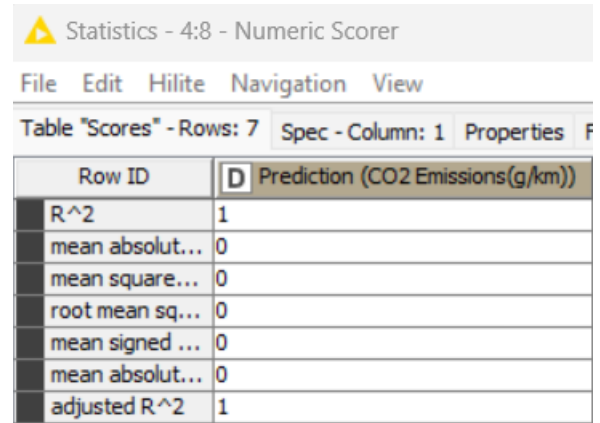 Statistics - 4:8 - Numeric Scorer
File Edit Hilite Navigation View
Table "Scores" - Rows: 7 Spec - Column: 1 Properties F
Row ID D Prediction (CO2 Emissions(g/km))
R^2 1
mean absolut... 0
mean square... 0
root mean sq... 0
mean signed ... 0
mean absolut... 0
adjusted R^2 1